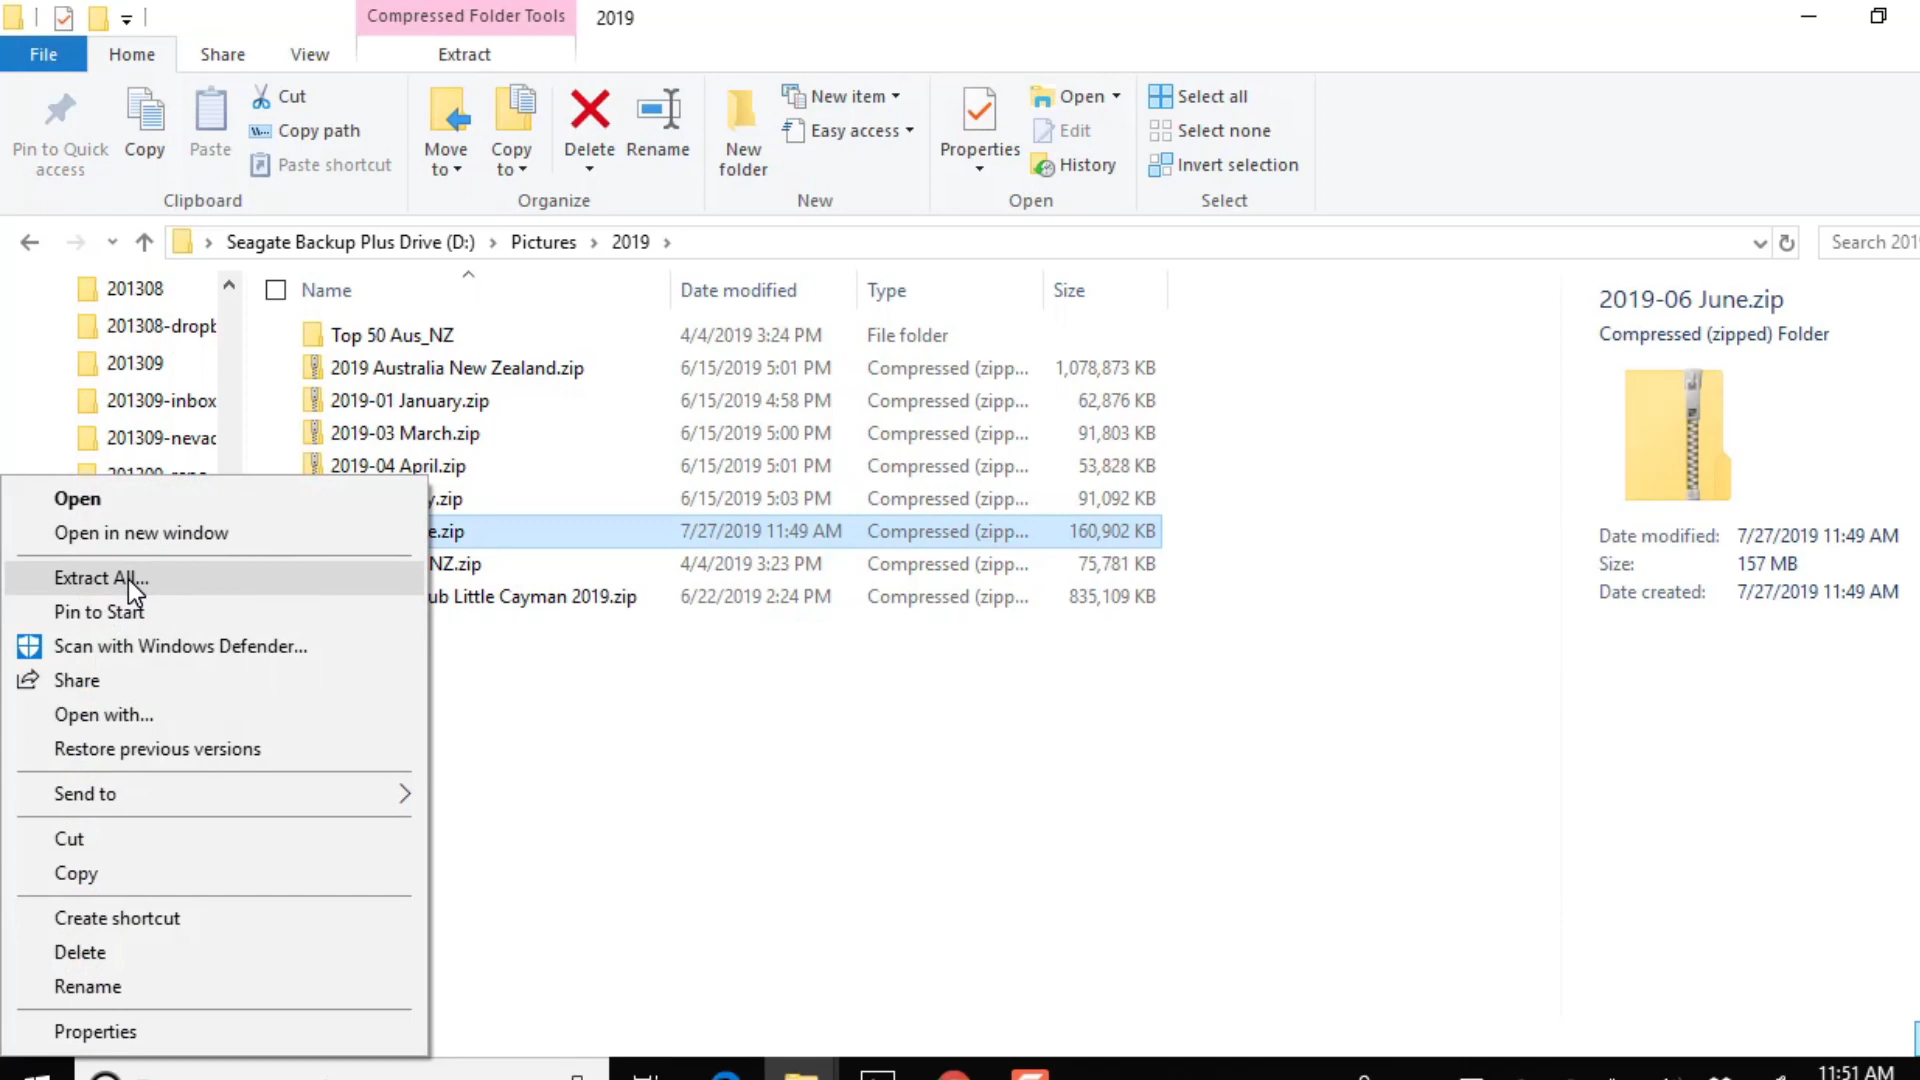 Compressed Folder Tools 2019
File Home Share View Extract
Pin to Quick access
Copy
Paste
Cut
Copy path
Paste shortcut
Clipboard
Move to
Copy to
Delete
Rename
Organize
New folder
New item
Easy access
New
Properties
Open
Edit
History
Open
Select all
Select none
Invert selection
Select
Seagate Backup Plus Drive (D:) Pictures 2019
Search 2019
201308
201308-dropb
201309
201309-inbox
201309-nevad
Name Date modified Type Size
Top 50 Aus_NZ 4/4/2019 3:24 PM File folder
2019 Australia New Zealand.zip 6/15/2019 5:01 PM Compressed (zipp... 1,078,873 KB
2019-01 January.zip 6/15/2019 4:58 PM Compressed (zipp... 62,876 KB
2019-03 March.zip 6/15/2019 5:00 PM Compressed (zipp... 91,803 KB
2019-04 April.zip 6/15/2019 5:01 PM Compressed (zipp... 53,828 KB
y.zip 6/15/2019 5:03 PM Compressed (zipp... 91,092 KB
e.zip 7/27/2019 11:49 AM Compressed (zipp... 160,902 KB
NZ.zip 4/4/2019 3:23 PM Compressed (zipp... 75,781 KB
ub Little Cayman 2019.zip 6/22/2019 2:24 PM Compressed (zipp... 835,109 KB
2019-06 June.zip
Compressed (zipped) Folder
Date modified: 7/27/2019 11:49 AM
Size: 157 MB
Date created: 7/27/2019 11:49 AM
Open
Open in new window
Extract All...
Pin to Start
Scan with Windows Defender...
Share
Open with...
Restore previous versions
Send to
Cut
Copy
Create shortcut
Delete
Rename
Properties
11:51 AM